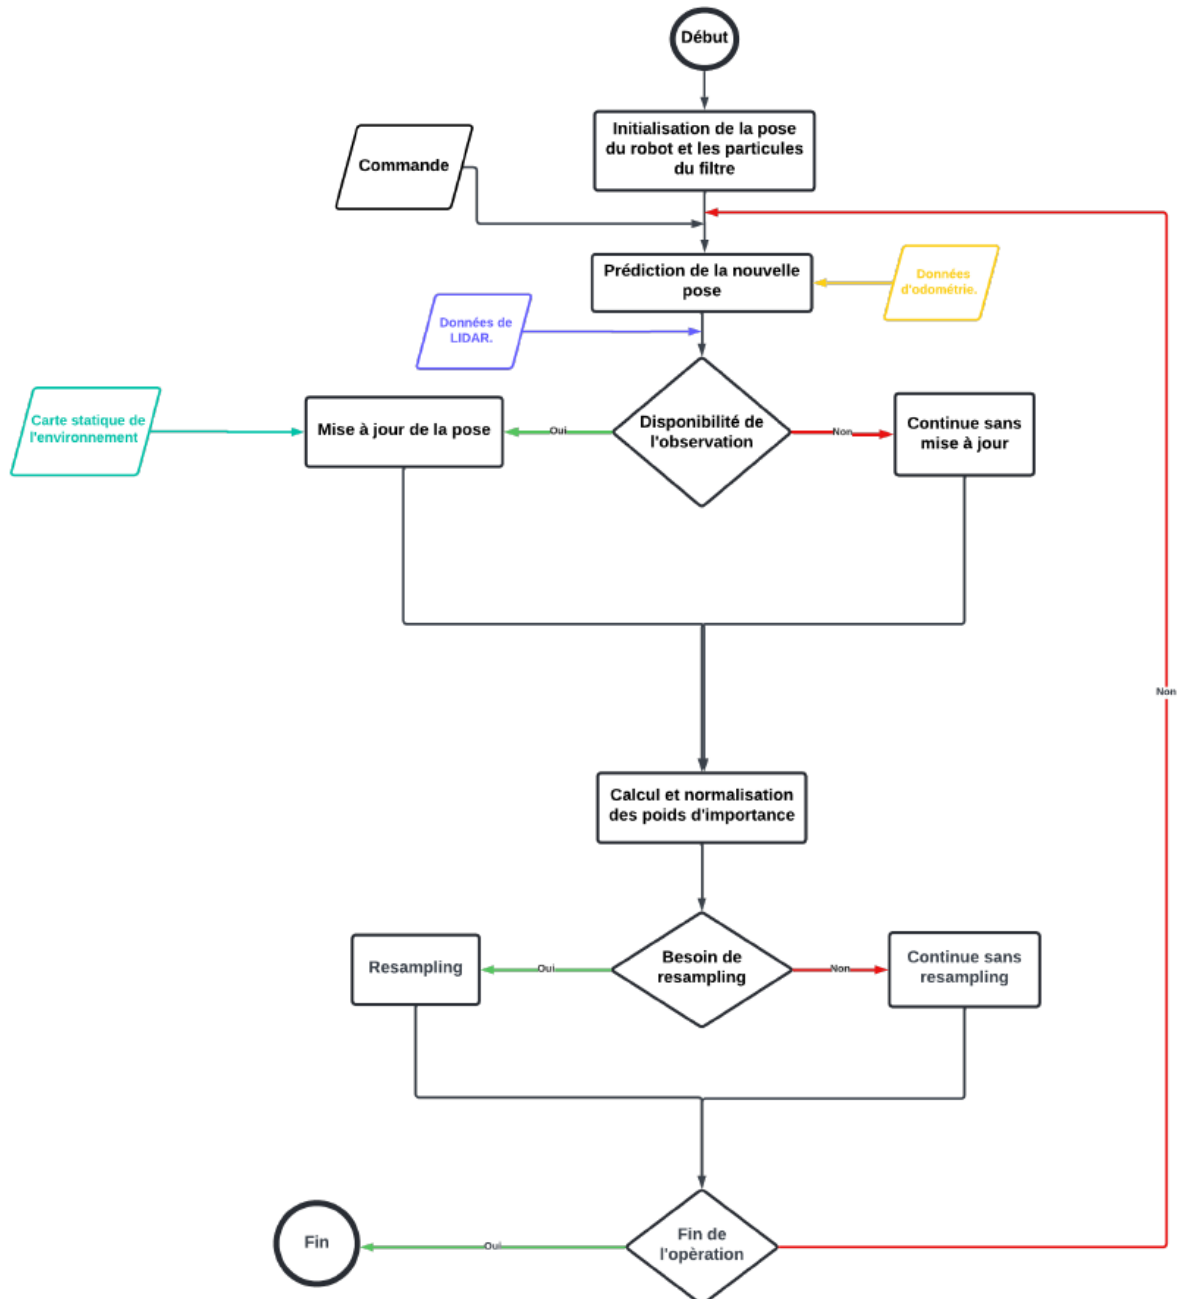 Début
Initialisation de la pose
du robot et les particules
du filtre
Commande
Prédiction de la nouvelle
pose
Données
d'odométrie.
Données de
LIDAR.
Carte statique de
l'environnement
Mise à jour de la pose
Oui
Disponibilité de
l'observation
Non
Continue sans
mise à jour
Non
Calcul et normalisation
des poids d'importance
Resampling
Oui
Besoin de
resampling
Non
Continue sans
resampling
Fin
Oui
Fin de
l'opèration